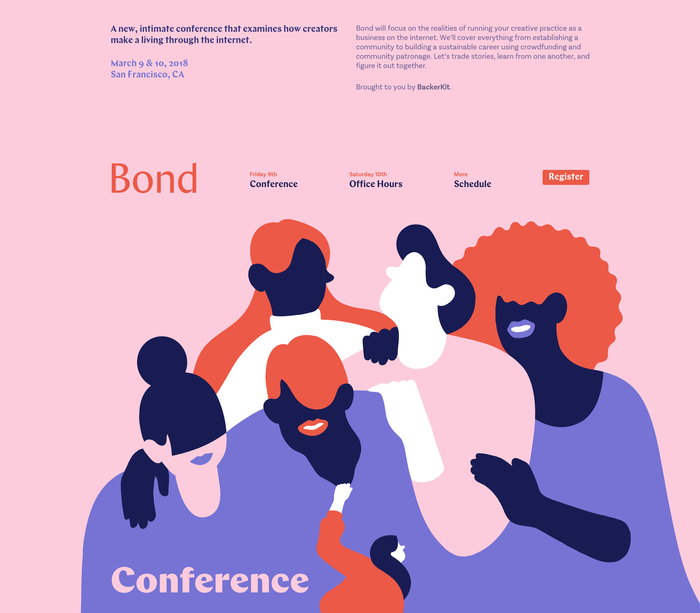 A new, intimate conference that examines how creators
make a living through the internet.
March 9 & 10, 2018
San Francisco, CA
Bond will focus on the realities of running your creative practice as a
business on the internet. We'll cover everything from establishing a
community to building a sustainable career using crowdfunding and
community patronage. Let's trade stories, learn from one another, and
figure it out together.
Brought to you by BackerKit.
Bond
Friday 9th
Conference
Saturday 10th
Office Hours
More
Schedule
Register
Conference